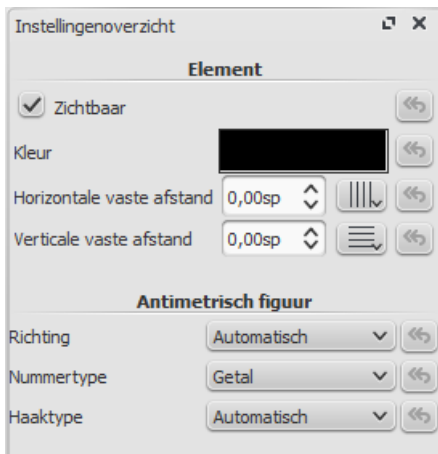 Instellingenoverzicht
Element
Zichtbaar
Kleur
Horizontale vaste afstand 0,00sp
Verticale vaste afstand 0,00sp
Antimetrisch figuur
Richting Automatisch
Nummertype Getal
Haaktype Automatisch